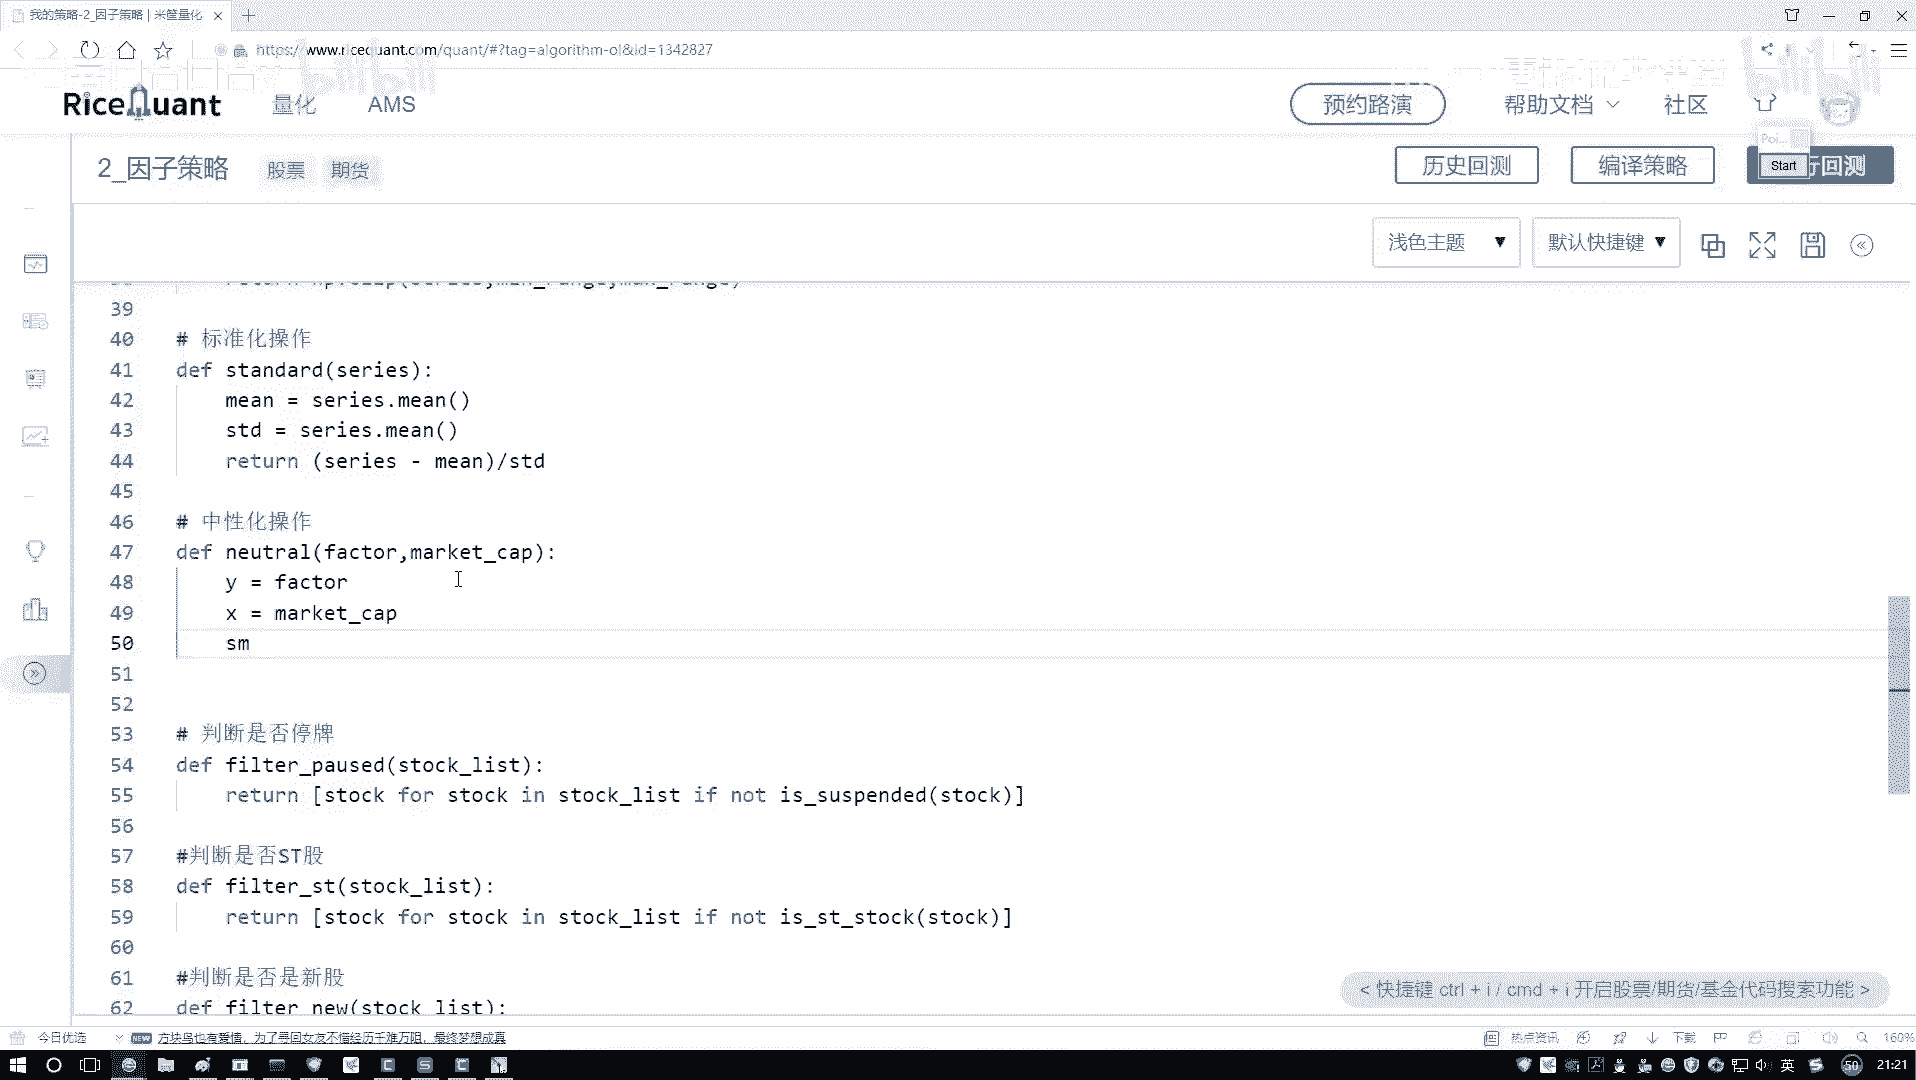 我的策略-2_因子策略 | 米筐量化
https://www.ricequant.com/quant/#?tag=algorithm-ol&id=1342827
RiceQuant 量化 AMS 预约路演 帮助文档 社区
Poi...
2_因子策略 股票 期货 历史回测 编译策略 Start 行回测
浅色主题 默认快捷键
39
40 # 标准化操作
41 def standard(series):
42 mean = series.mean()
43 std = series.mean()
44 return (series - mean)/std
45
46 # 中性化操作
47 def neutral(factor,market_cap):
48 y = factor
49 x = market_cap
50 sm
51
52
53 # 判断是否停牌
54 def filter_paused(stock_list):
55 return [stock for stock in stock_list if not is_suspended(stock)]
56
57 #判断是否ST股
58 def filter_st(stock_list):
59 return [stock for stock in stock_list if not is_st_stock(stock)]
60
61 #判断是否是新股
62 def filter_new(stock_list):
< 快捷键 ctrl + i / cmd + i 开启股票/期货/基金代码搜索功能 >
今日优选 NEW 方块鸟也有爱情，为了寻回女友不惜经历千难万阻，最终梦想成真 热点资讯 下载 160%
英 50 21:21